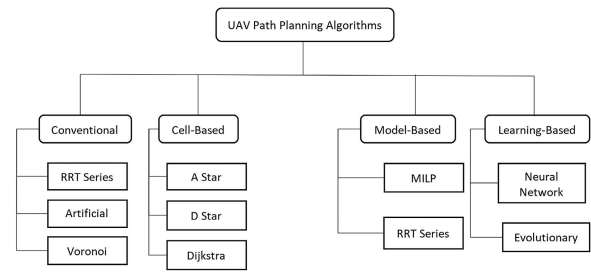 UAV Path Planning Algorithms
Conventional
Cell-Based
Model-Based
Learning-Based
RRT Series
Artificial
Voronoi
A Star
D Star
Dijkstra
MILP
RRT Series
Neural
Network
Evolutionary